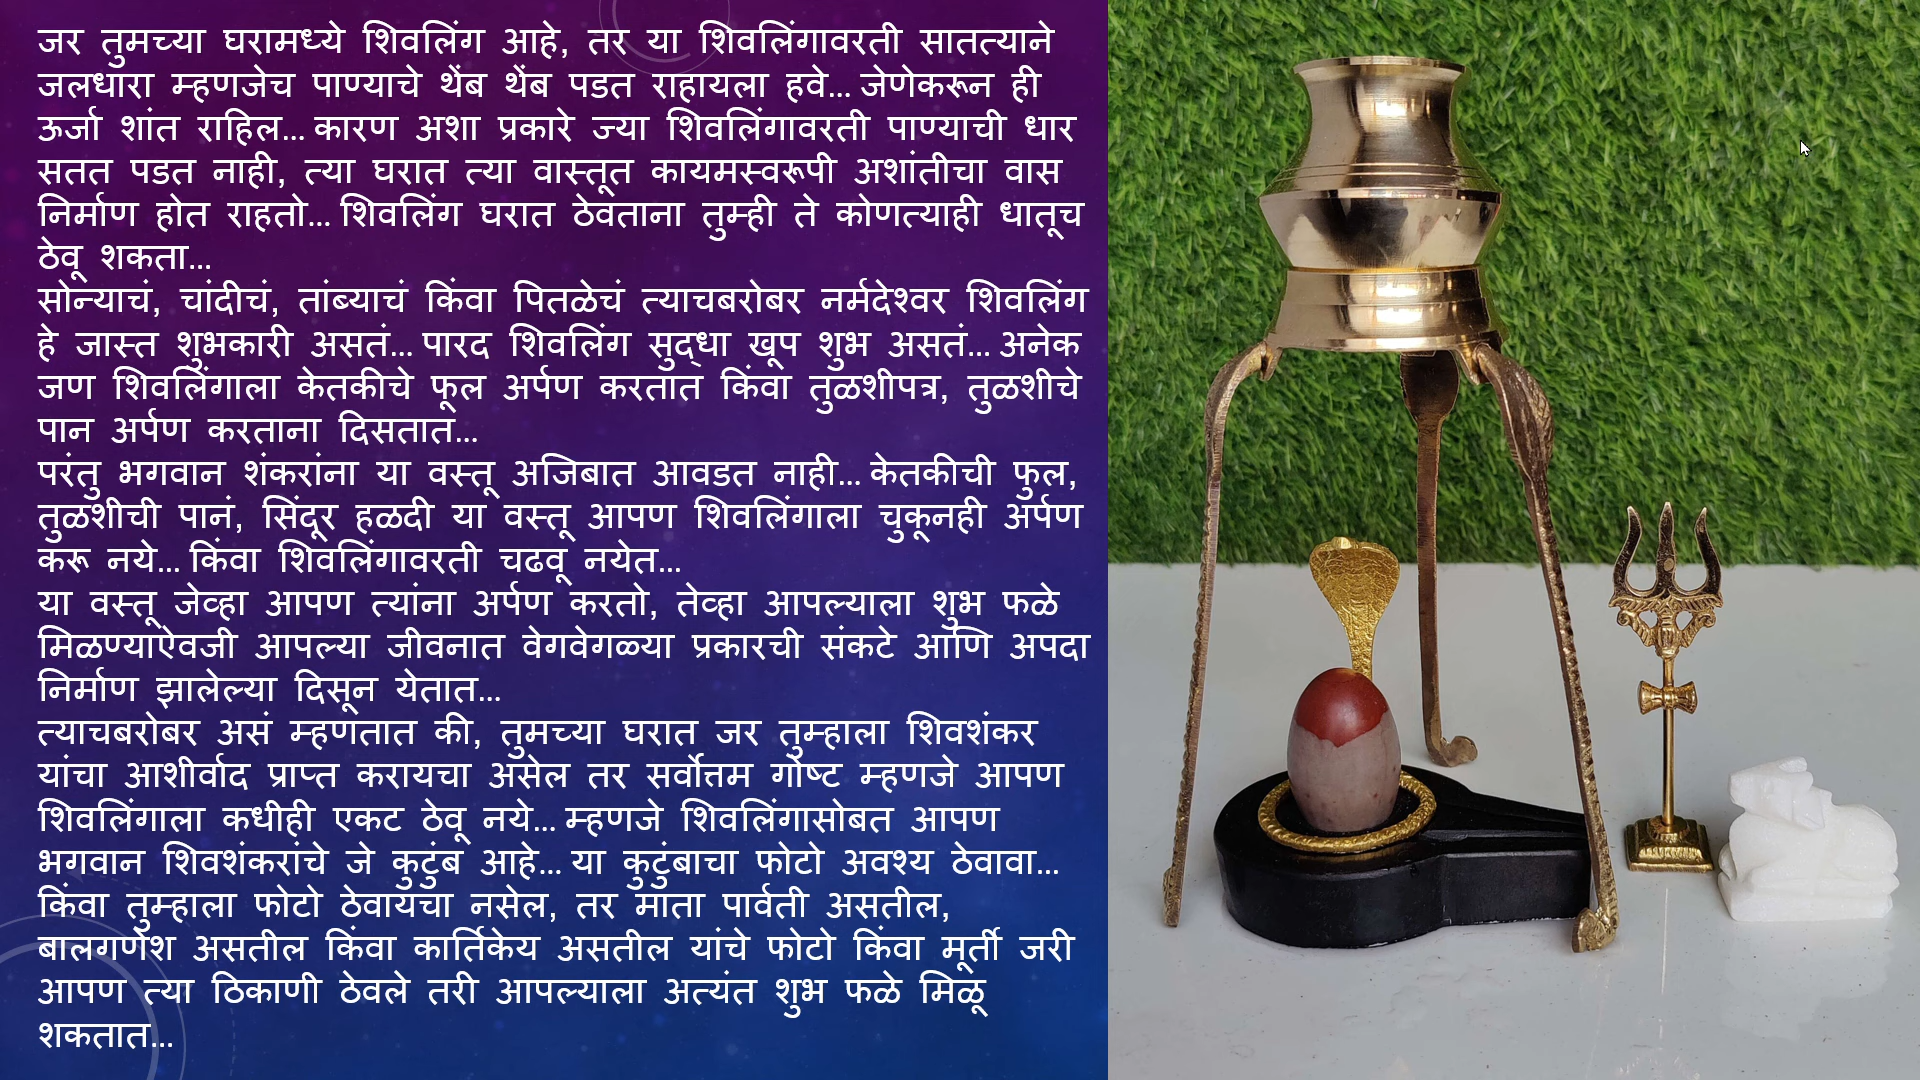 जर तुमच्या घरामध्ये शिवलिंग आहे, तर या शिवलिंगावरती सातत्याने
जलधारा म्हणजेच पाण्याचे थेंब थेंब पडत राहायला हवे... जेणेकरून ही
ऊर्जा शांत राहिल... कारण अशा प्रकारे ज्या शिवलिंगावरती पाण्याची धार
सतत पडत नाही, त्या घरात त्या वास्तूत कायमस्वरूपी अशांतीचा वास
निर्माण होत राहतो... शिवलिंग घरात ठेवताना तुम्ही ते कोणत्याही धातूच
ठेवू शकता...
सोन्याचं, चांदीचं, तांब्याचं किंवा पितळेचं त्याचबरोबर नर्मदेश्वर शिवलिंग
हे जास्त शुभकारी असतं... पारद शिवलिंग सुद्धा खूप शुभ असतं... अनेक
जण शिवलिंगाला केतकीचे फूल अर्पण करतात किंवा तुळशीपत्र, तुळशीचे
पान अर्पण करताना दिसतात...
परंतु भगवान शंकरांना या वस्तू अजिबात आवडत नाही... केतकीची फुल,
तुळशीची पानं, सिंदूर हळदी या वस्तू आपण शिवलिंगाला चुकूनही अर्पण
करू नये... किंवा शिवलिंगावरती चढवू नयेत...
या वस्तू जेव्हा आपण त्यांना अर्पण करतो, तेव्हा आपल्याला शुभ फळे
मिळण्याऐवजी आपल्या जीवनात वेगवेगळ्या प्रकारची संकटे आणि अपदा
निर्माण झालेल्या दिसून येतात...
त्याचबरोबर असं म्हणतात की, तुमच्या घरात जर तुम्हाला शिवशंकर
यांचा आशीर्वाद प्राप्त करायचा असेल तर सर्वोत्तम गोष्ट म्हणजे आपण
शिवलिंगाला कधीही एकट ठेवू नये... म्हणजे शिवलिंगासोबत आपण
भगवान शिवशंकरांचे जे कुटुंब आहे... या कुटुंबाचा फोटो अवश्य ठेवावा...
किंवा तुम्हाला फोटो ठेवायचा नसेल, तर माता पार्वती असतील,
बालगणेश असतील किंवा कार्तिकेय असतील यांचे फोटो किंवा मूर्ती जरी
आपण त्या ठिकाणी ठेवले तरी आपल्याला अत्यंत शुभ फळे मिळू
शकतात...